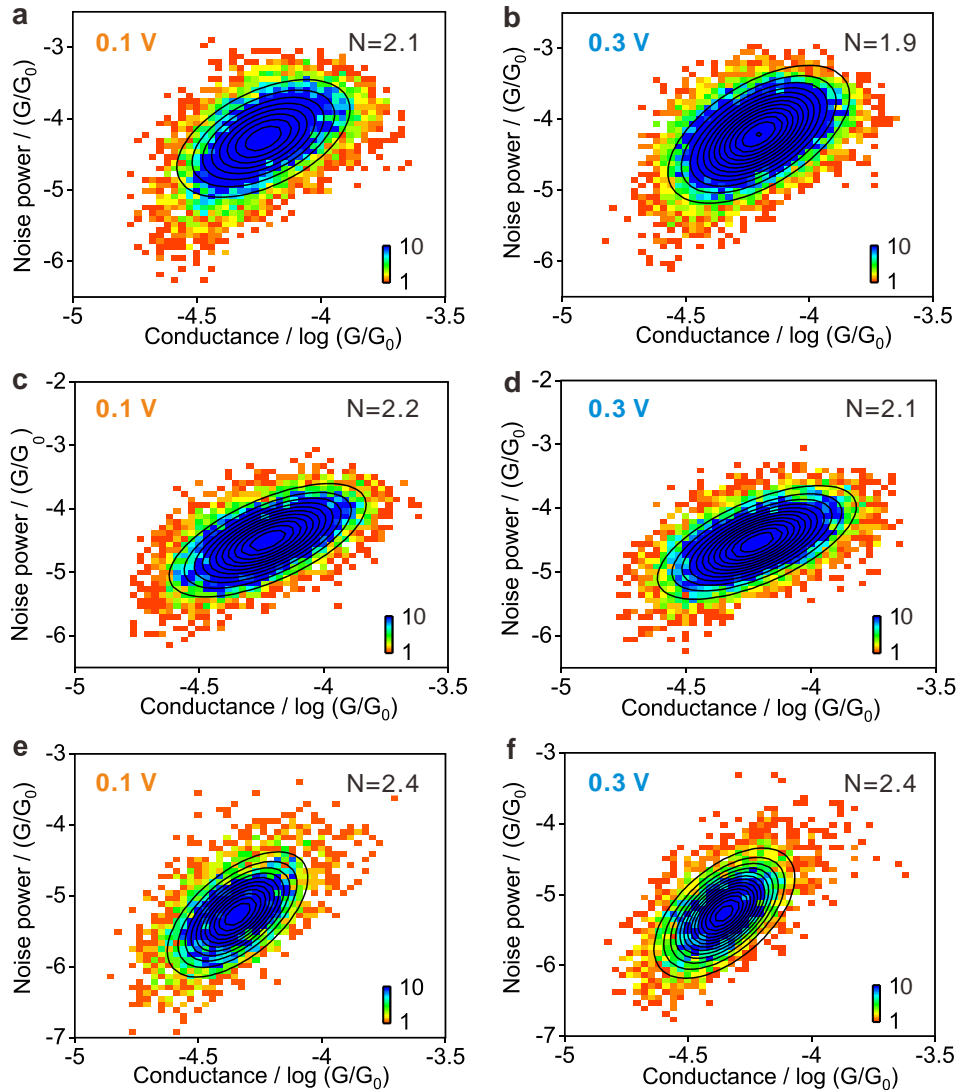 a
0.1 V
N=2.1
Noise power / (G/G₀)
-3
-4
-5
-6
10
1
-5
-4.5
-4
-3.5
Conductance / log (G/G₀)
b
0.3 V
N=1.9
Noise power / (G/G₀)
-3
-4
-5
-6
10
1
-5
-4.5
-4
-3.5
Conductance / log (G/G₀)
c
0.1 V
N=2.2
Noise power / (G/G₀)
-2
-3
-4
-5
-6
10
1
-5
-4.5
-4
-3.5
Conductance / log (G/G₀)
d
0.3 V
N=2.1
Noise power / (G/G₀)
-2
-3
-4
-5
-6
10
1
-5
-4.5
-4
-3.5
Conductance / log (G/G₀)
e
0.1 V
N=2.4
Noise power / (G/G₀)
-3
-4
-5
-6
-7
10
1
-5
-4.5
-4
-3.5
Conductance / log (G/G₀)
f
0.3 V
N=2.4
Noise power / (G/G₀)
-3
-4
-5
-6
-7
10
1
-5
-4.5
-4
-3.5
Conductance / log (G/G₀)